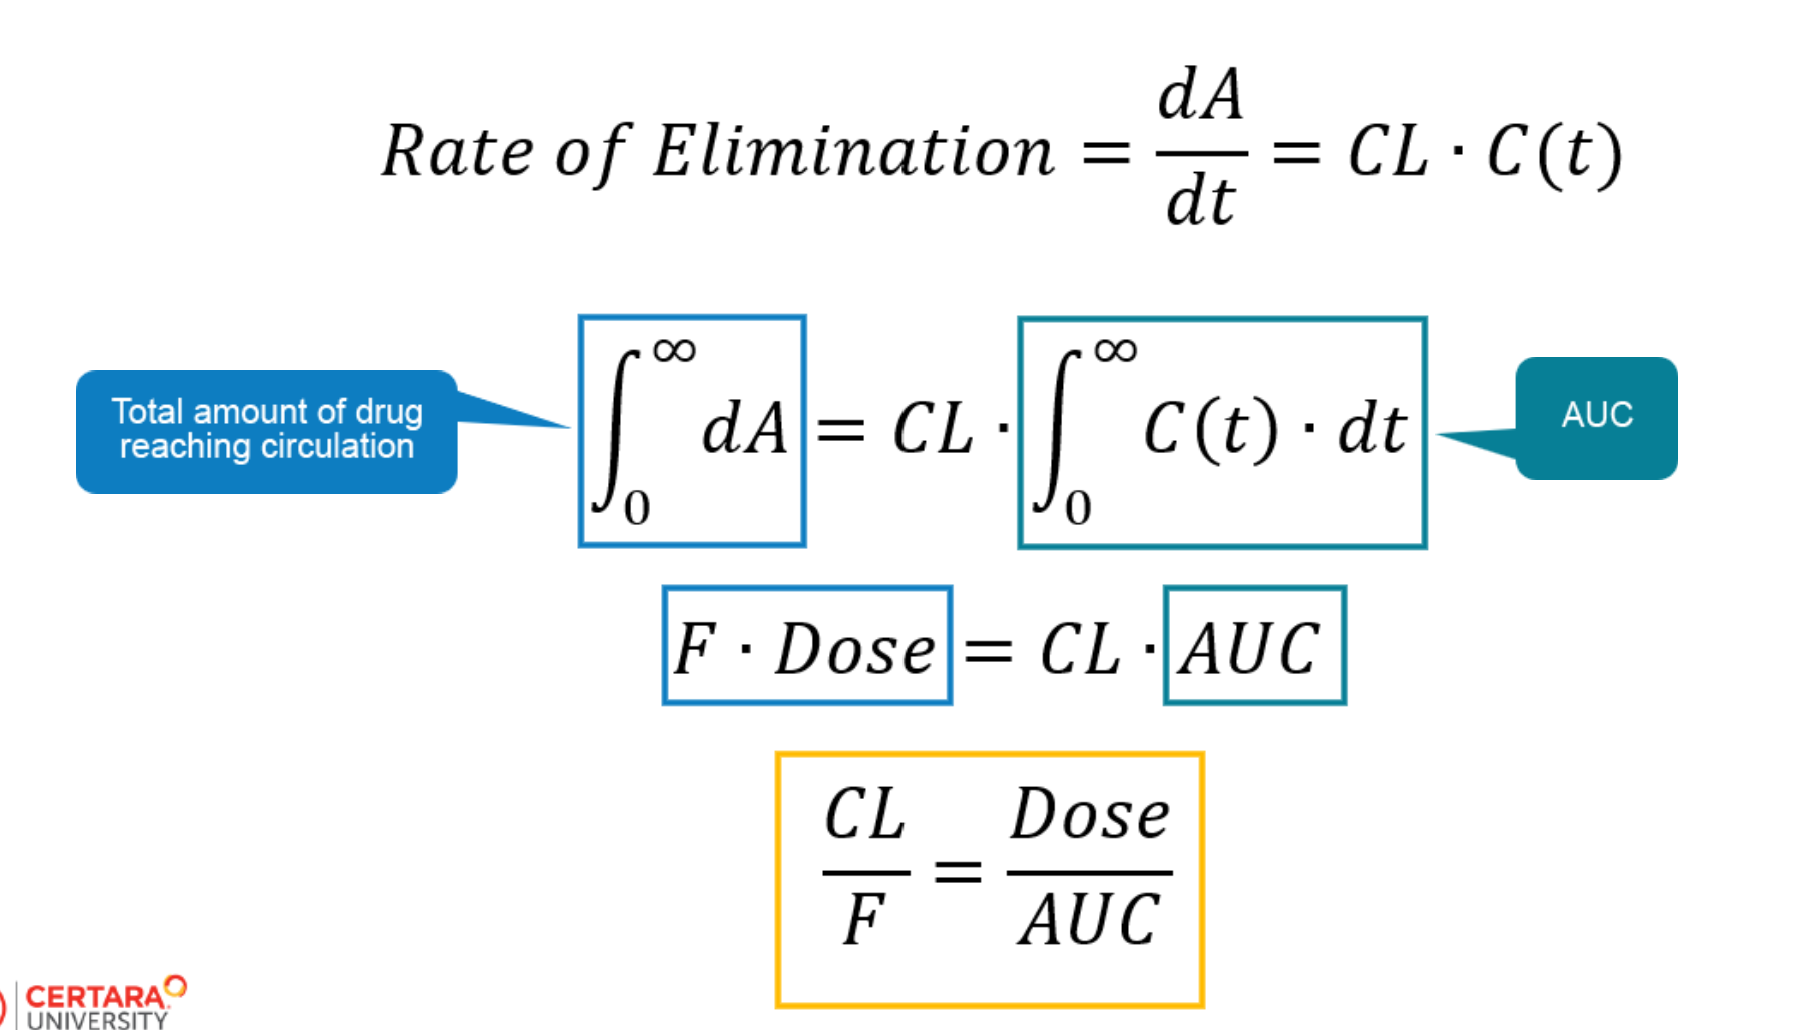 Rate of Elimination = dA/dt = CL · C(t)
Total amount of drug
reaching circulation
∫₀^∞ dA = CL · ∫₀^∞ C(t) · dt
AUC
F · Dose = CL · AUC
CL/F = Dose/AUC
CERTARA
UNIVERSITY